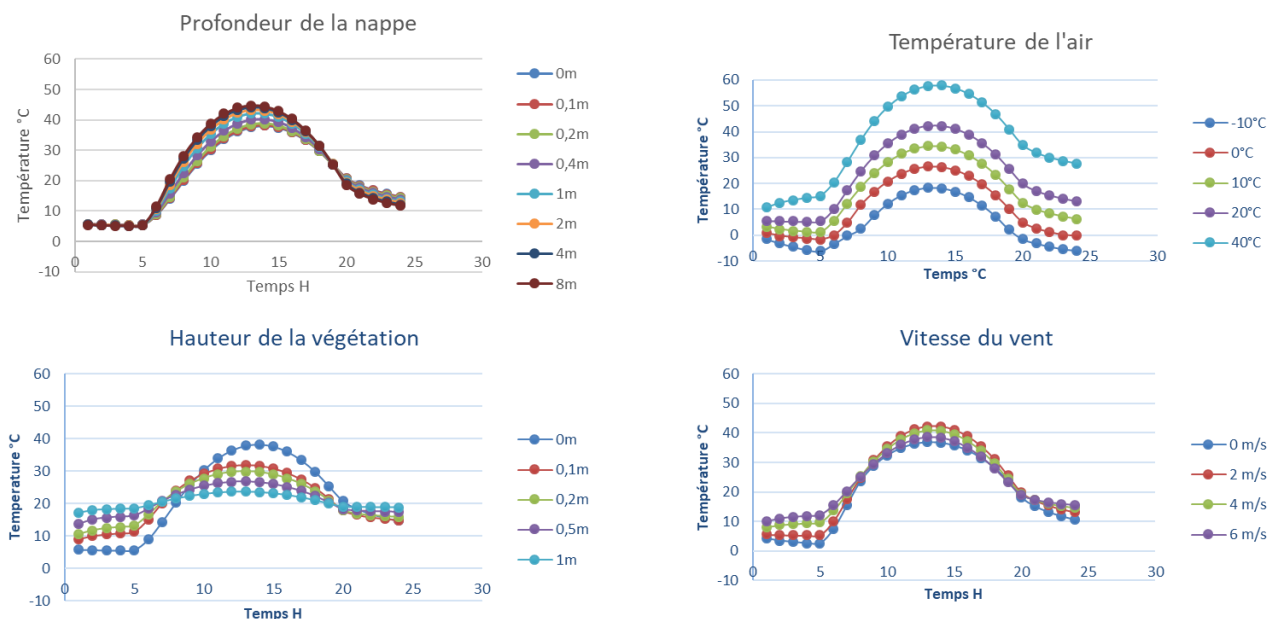 Profondeur de la nappe
Température °C
60
50
40
30
20
10
0
-10
0
5
10
15
20
25
30
Temps H
0m
0,1m
0,2m
0,4m
1m
2m
4m
8m
Température de l'air
Température °C
60
50
40
30
20
10
0
-10
0
5
10
15
20
25
30
Temps °C
-10°C
0°C
10°C
20°C
40°C
Hauteur de la végétation
Temperature °C
60
50
40
30
20
10
0
-10
0
5
10
15
20
25
30
Temps H
0m
0,1m
0,2m
0,5m
1m
Vitesse du vent
Temperature °C
60
50
40
30
20
10
0
-10
0
5
10
15
20
25
30
Temps H
0 m/s
2 m/s
4 m/s
6 m/s